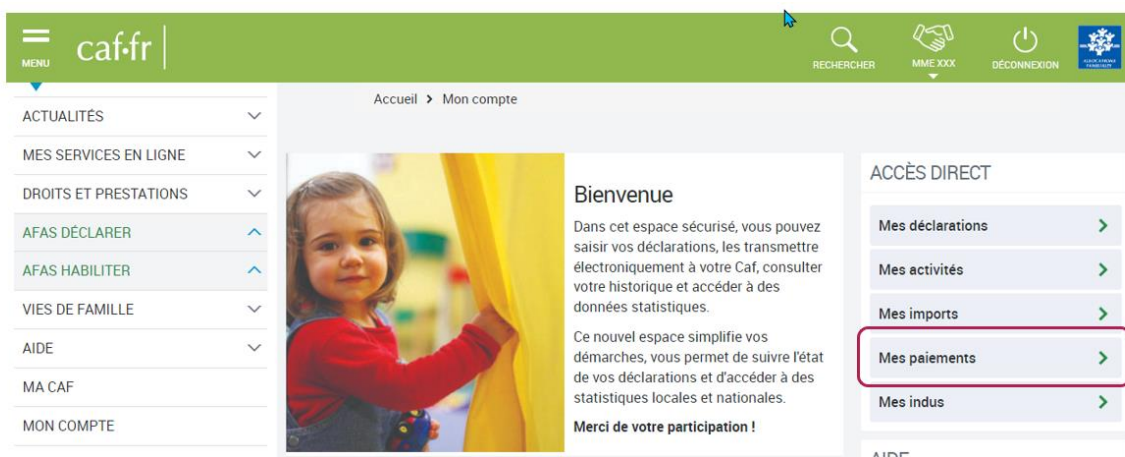 MENU
caf·fr
RECHERCHER
MME XXX
DÉCONNEXION
ACTUALITÉS
MES SERVICES EN LIGNE
DROITS ET PRESTATIONS
AFAS DÉCLARER
AFAS HABILITER
VIES DE FAMILLE
AIDE
MA CAF
MON COMPTE
Accueil > Mon compte
Bienvenue
Dans cet espace sécurisé, vous pouvez
saisir vos déclarations, les transmettre
électroniquement à votre Caf, consulter
votre historique et accéder à des
données statistiques.
Ce nouvel espace simplifie vos
démarches, vous permet de suivre l'état
de vos déclarations et d'accéder à des
statistiques locales et nationales.
Merci de votre participation !
ACCÈS DIRECT
Mes déclarations
Mes activités
Mes imports
Mes paiements
Mes indus
AIDE